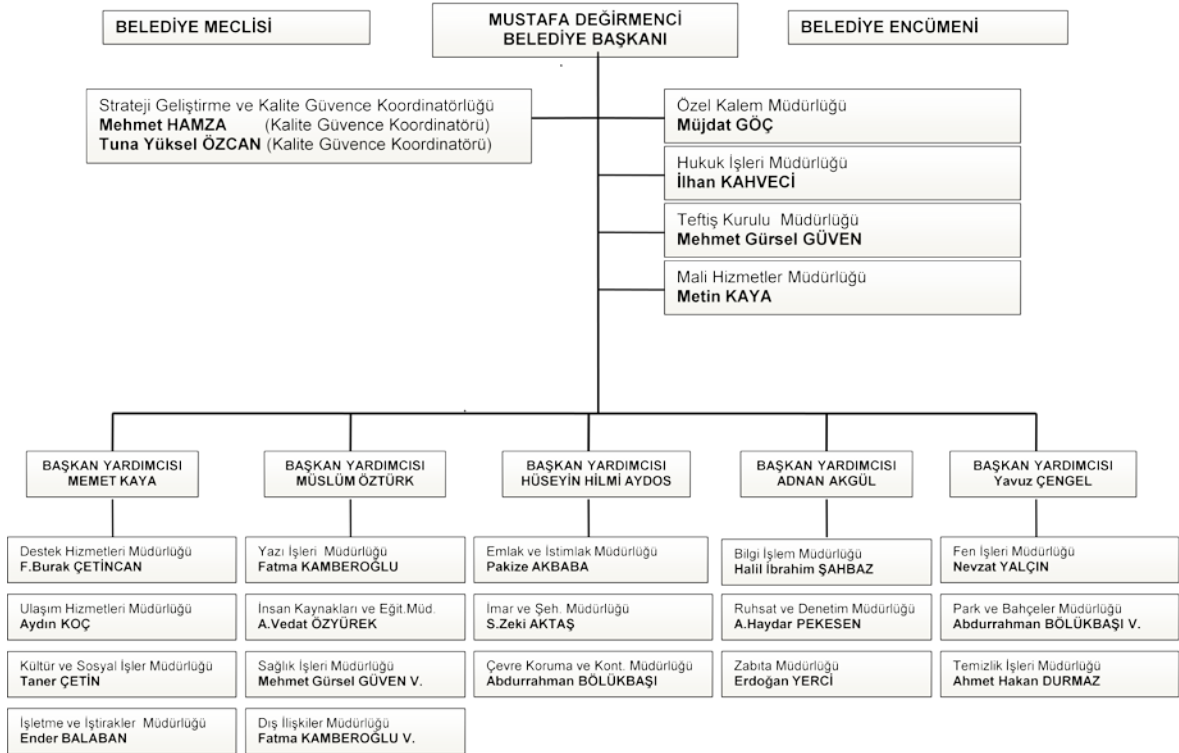 BELEDİYE MECLİSİ
MUSTAFA DEĞİRMENCİ
BELEDİYE BAŞKANI
BELEDİYE ENCÜMENİ
Strateji Geliştirme ve Kalite Güvence Koordinatörlüğü
Mehmet HAMZA (Kalite Güvence Koordinatörü)
Tuna Yüksel ÖZCAN (Kalite Güvence Koordinatörü)
Özel Kalem Müdürlüğü
Müjdat GÖÇ
Hukuk İşleri Müdürlüğü
İlhan KAHVECİ
Teftiş Kurulu Müdürlüğü
Mehmet Gürsel GÜVEN
Mali Hizmetler Müdürlüğü
Metin KAYA
BAŞKAN YARDIMCISI
MEMET KAYA
Destek Hizmetleri Müdürlüğü
F.Burak ÇETİNCAN
Ulaşım Hizmetleri Müdürlüğü
Aydın KOÇ
Kültür ve Sosyal İşler Müdürlüğü
Taner ÇETİN
İşletme ve İştirakler Müdürlüğü
Ender BALABAN
BAŞKAN YARDIMCISI
MÜSLÜM ÖZTÜRK
Yazı İşleri Müdürlüğü
Fatma KAMBEROĞLU
İnsan Kaynakları ve Eğit.Müd.
A.Vedat ÖZYÜREK
Sağlık İşleri Müdürlüğü
Mehmet Gürsel GÜVEN V.
Dış İlişkiler Müdürlüğü
Fatma KAMBEROĞLU V.
BAŞKAN YARDIMCISI
HÜSEYİN HİLMİ AYDOS
Emlak ve İstimlak Müdürlüğü
Pakize AKBABA
İmar ve Şeh. Müdürlüğü
S.Zeki AKTAŞ
Çevre Koruma ve Kont. Müdürlüğü
Abdurrahman BÖLÜKBAŞI
BAŞKAN YARDIMCISI
ADNAN AKGÜL
Bilgi İşlem Müdürlüğü
Halil İbrahim ŞAHBAZ
Ruhsat ve Denetim Müdürlüğü
A.Haydar PEKESEN
Zabıta Müdürlüğü
Erdoğan YERCİ
BAŞKAN YARDIMCISI
Yavuz ÇENGEL
Fen İşleri Müdürlüğü
Nevzat YALÇIN
Park ve Bahçeler Müdürlüğü
Abdurrahman BÖLÜKBAŞI V.
Temizlik İşleri Müdürlüğü
Ahmet Hakan DURMAZ